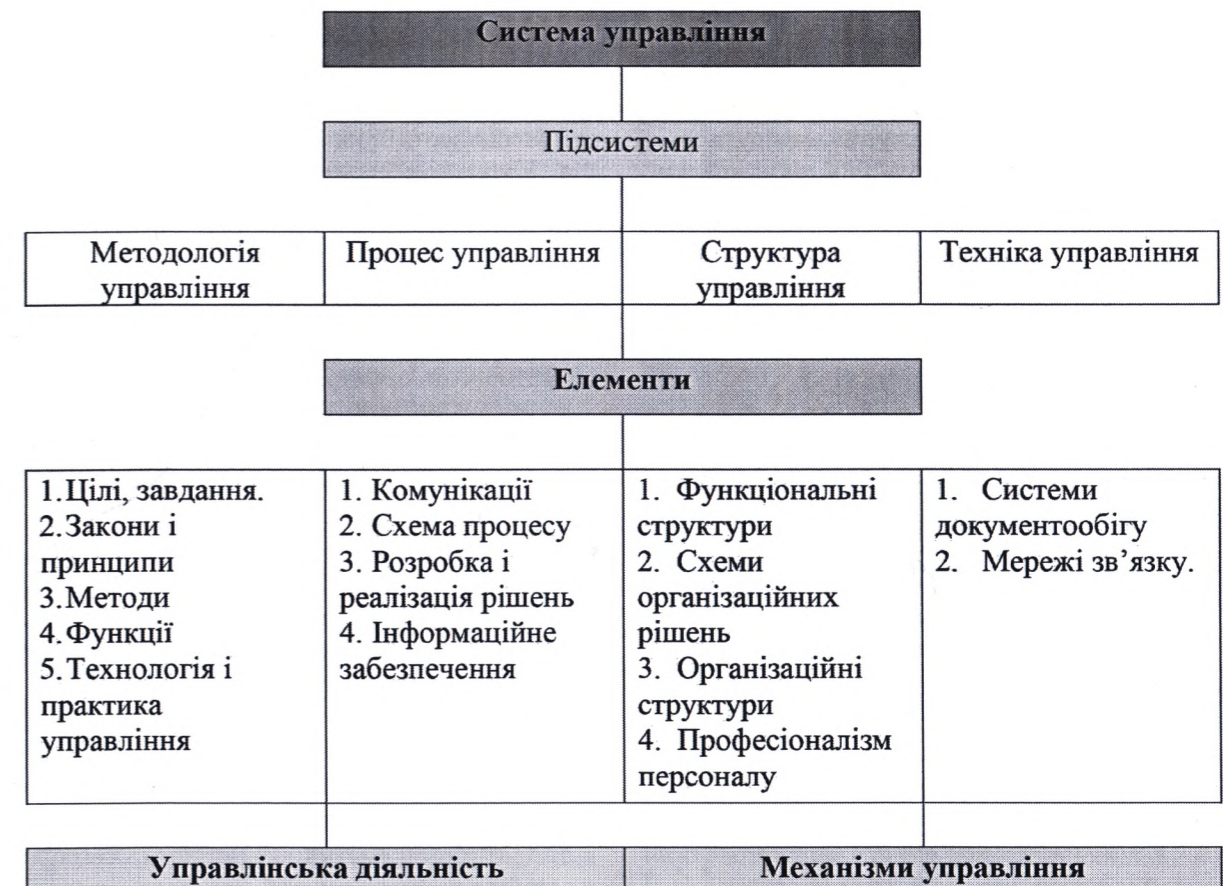 Система управління
Підсистеми
Методологія
управління
Процес управління
Структура
управління
Техніка управління
Елементи
1.Цілі, завдання.
2.Закони і
принципи
3.Методи
4.Функції
5.Технологія і
практика
управління
1. Комунікації
2. Схема процесу
3. Розробка і
реалізація рішень
4. Інформаційне
забезпечення
1. Функціональні
структури
2. Схеми
організаційних
рішень
3. Організаційні
структури
4. Професіоналізм
персоналу
1. Системи
документообігу
2. Мережі зв’язку.
Управлінська діяльність
Механізми управління